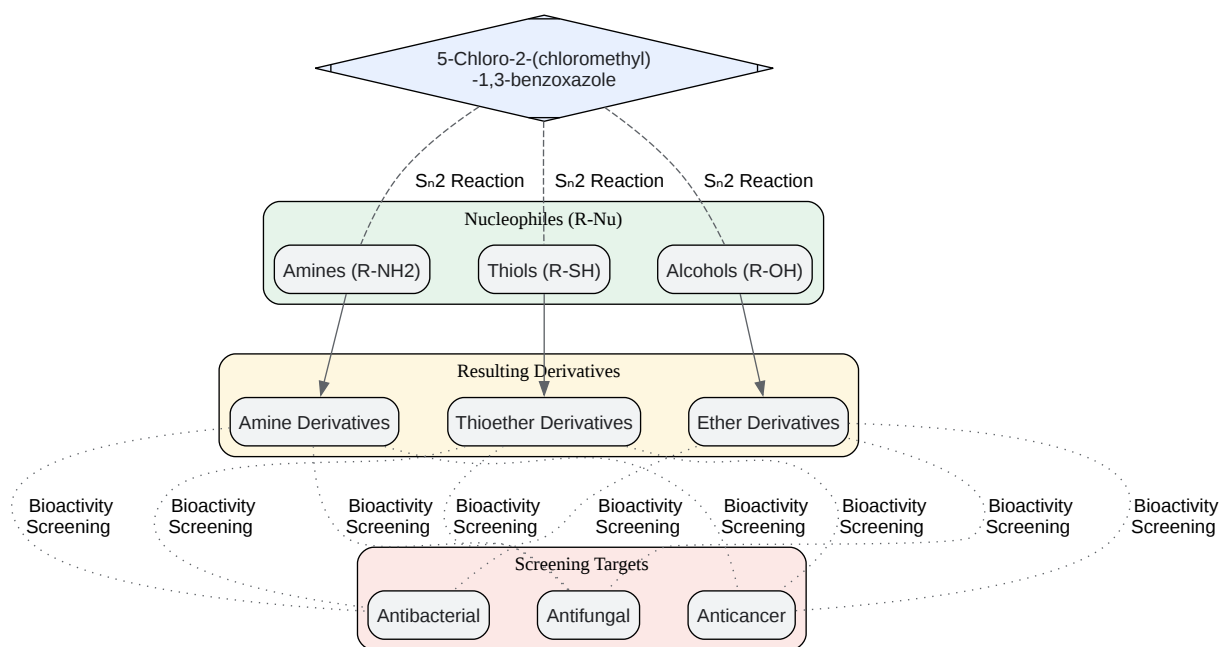 5-Chloro-2-(chloromethyl)
-1,3-benzoxazole
Sₙ2 Reaction
Sₙ2 Reaction
Sₙ2 Reaction
Nucleophiles (R-Nu)
Amines (R-NH2)
Thiols (R-SH)
Alcohols (R-OH)
Resulting Derivatives
Amine Derivatives
Thioether Derivatives
Ether Derivatives
Bioactivity
Screening
Bioactivity
Screening
Bioactivity
Screening
Bioactivity
Screening
Bioactivity
Screening
Bioactivity
Screening
Bioactivity
Screening
Bioactivity
Screening
Bioactivity
Screening
Screening Targets
Antibacterial
Antifungal
Anticancer